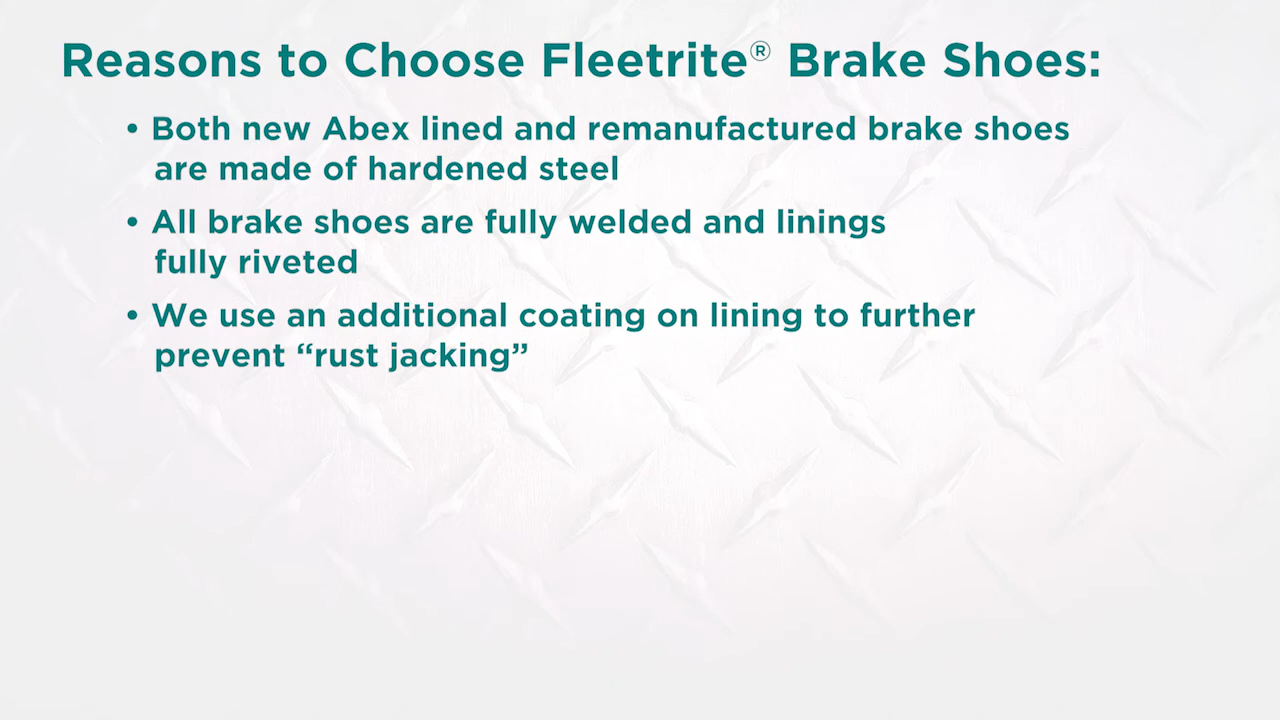 Reasons to Choose Fleetrite® Brake Shoes:
• Both new Abex lined and remanufactured brake shoes
are made of hardened steel
• All brake shoes are fully welded and linings
fully riveted
• We use an additional coating on lining to further
prevent “rust jacking”